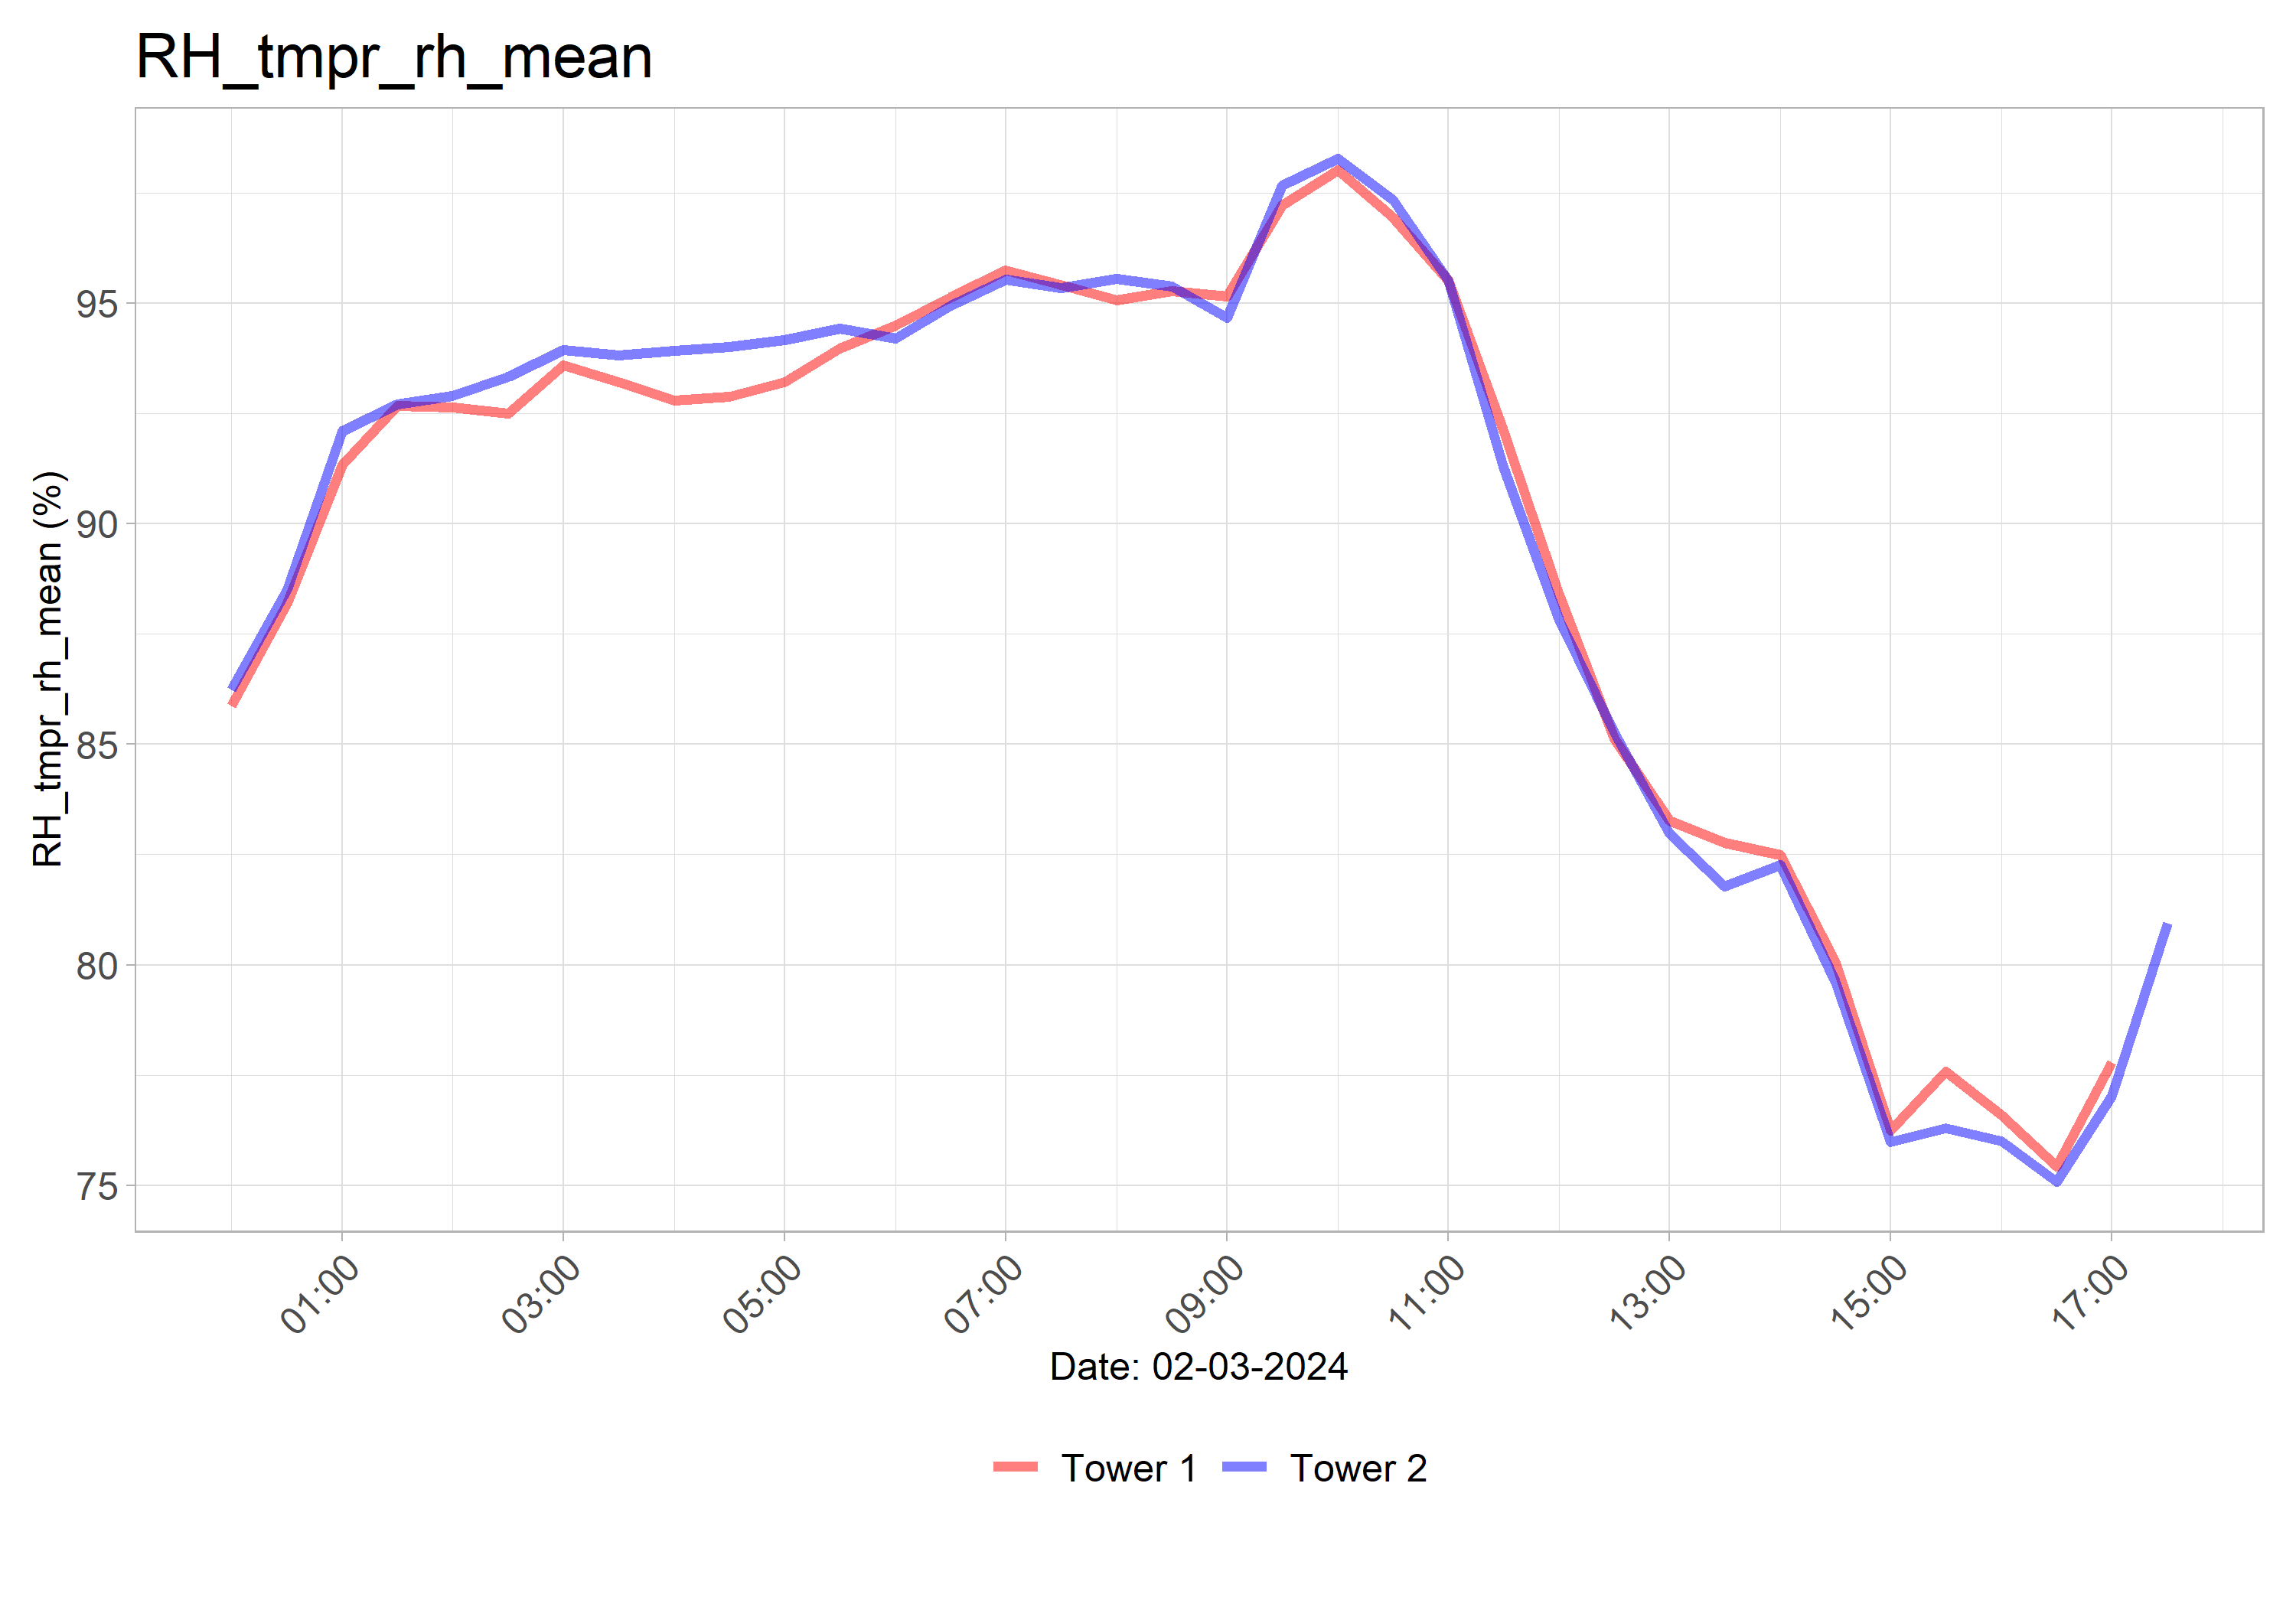 RH_tmpr_rh_mean
RH_tmpr_rh_mean (%)
95
90
85
80
75
01:00 03:00 05:00 07:00 09:00 11:00 13:00 15:00 17:00
Date: 02-03-2024
Tower 1 Tower 2